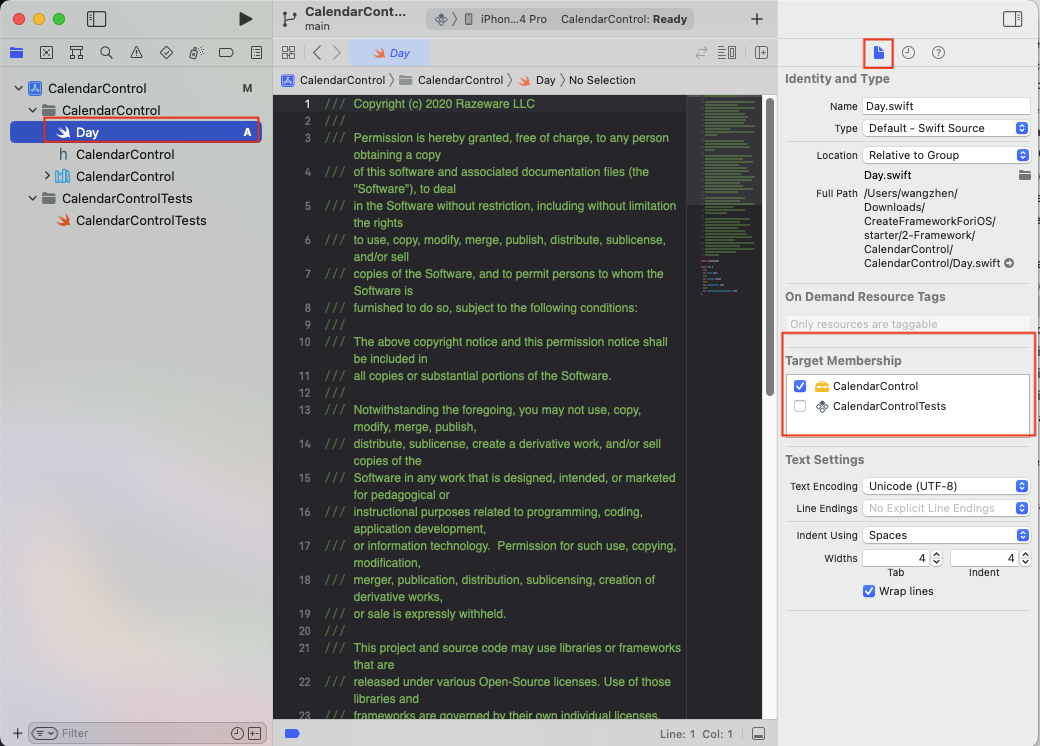 CalendarCont...
main
iPhon...4 Pro
CalendarControl: Ready
Day
CalendarControl
CalendarControl
Day
No Selection
CalendarControl
M
CalendarControl
Day
A
CalendarControl
CalendarControl
CalendarControlTests
CalendarControlTests
Filter
1 /// Copyright (c) 2020 Razeware LLC
2 ///
3 /// Permission is hereby granted, free of charge, to any person
obtaining a copy
4 /// of this software and associated documentation files (the
"Software"), to deal
5 /// in the Software without restriction, including without limitation
the rights
6 /// to use, copy, modify, merge, publish, distribute, sublicense,
and/or sell
7 /// copies of the Software, and to permit persons to whom the
Software is
8 /// furnished to do so, subject to the following conditions:
9 ///
10 /// The above copyright notice and this permission notice shall
be included in
11 /// all copies or substantial portions of the Software.
12 ///
13 /// Notwithstanding the foregoing, you may not use, copy,
modify, merge, publish,
14 /// distribute, sublicense, create a derivative work, and/or sell
copies of the
15 /// Software in any work that is designed, intended, or marketed
for pedagogical or
16 /// instructional purposes related to programming, coding,
application development,
17 /// or information technology.  Permission for such use, copying,
modification,
18 /// merger, publication, distribution, sublicensing, creation of
derivative works,
19 /// or sale is expressly withheld.
20 ///
21 /// This project and source code may use libraries or frameworks
that are
22 /// released under various Open-Source licenses. Use of those
libraries and
23 /// frameworks are governed by their own individual licenses.
Line: 1 Col: 1
Identity and Type
Name Day.swift
Type Default - Swift Source
Location Relative to Group
Day.swift
Full Path /Users/wangzhen/
Downloads/
CreateFrameworkForiOS/
starter/2-Framework/
CalendarControl/
CalendarControl/Day.swift
On Demand Resource Tags
Only resources are taggable
Target Membership
CalendarControl
CalendarControlTests
Text Settings
Text Encoding Unicode (UTF-8)
Line Endings No Explicit Line Endings
Indent Using Spaces
Widths 4 4
Tab Indent
Wrap lines